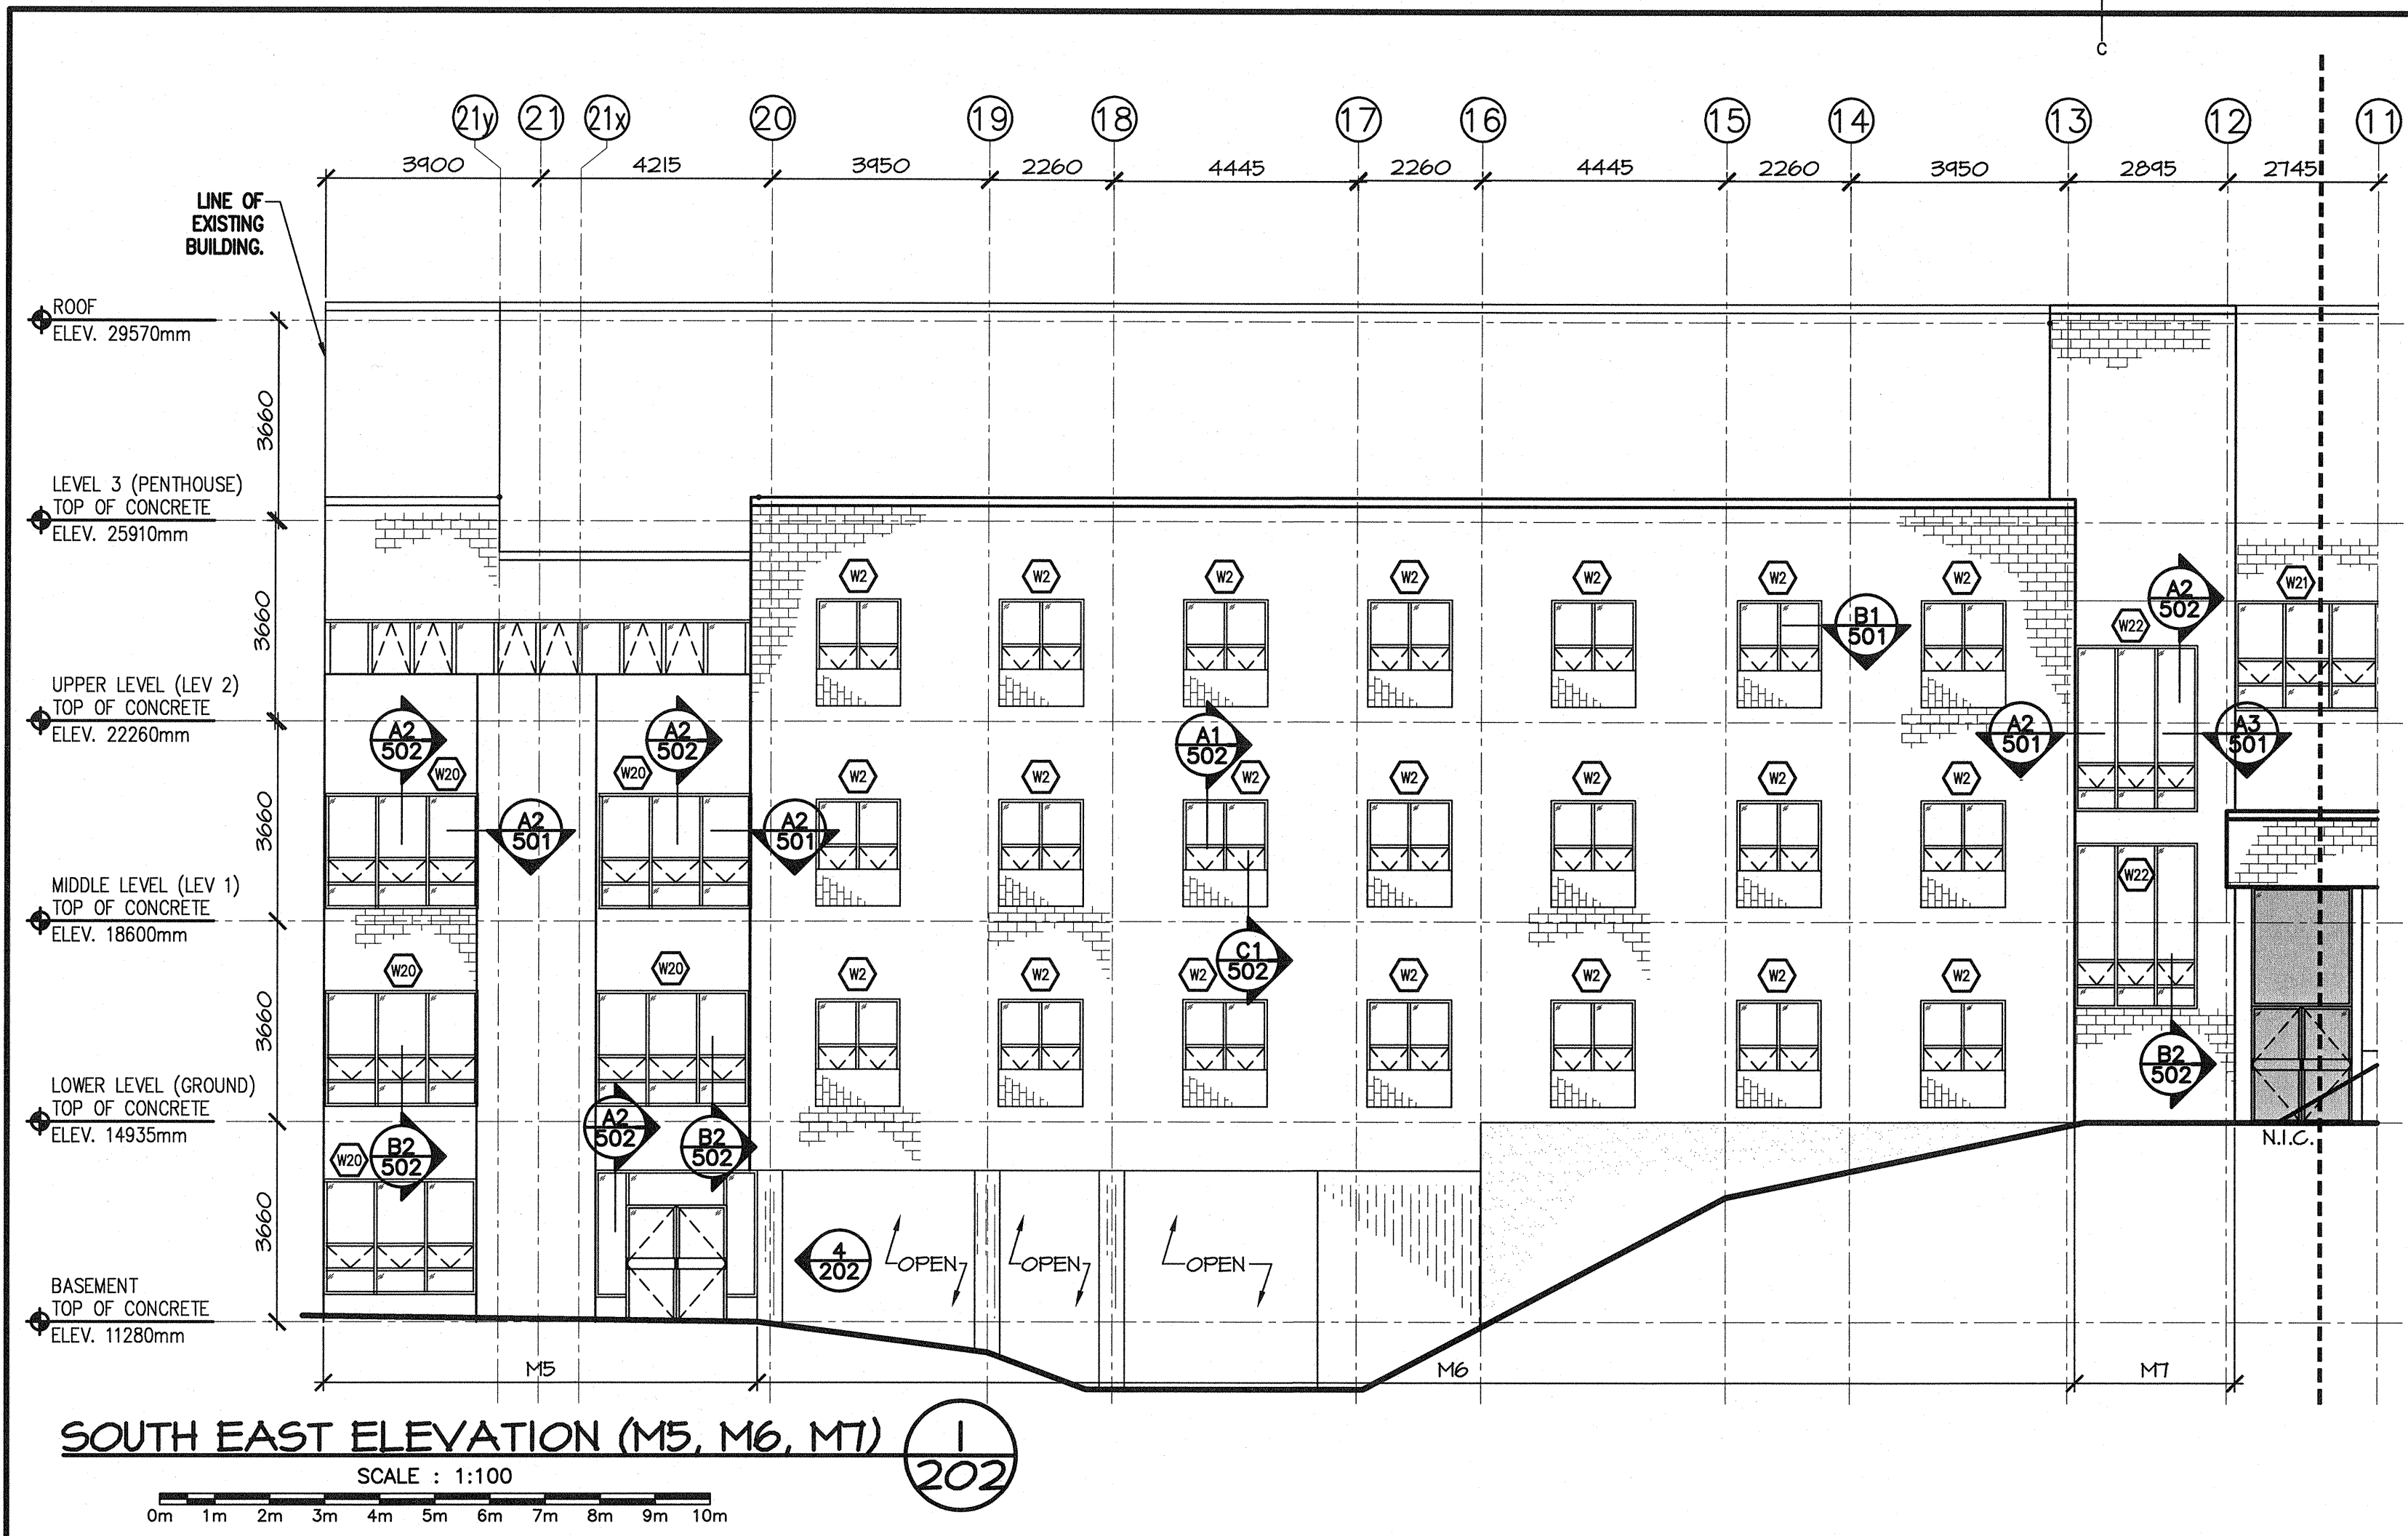 C
21y 21 21x 20 19 18 17 16 15 14 13 12 11
3900 4215 3950 2260 4445 2260 4445 2260 3950 2895 2745
LINE OF
EXISTING
BUILDING.
ROOF
ELEV. 29570mm
3660
LEVEL 3 (PENTHOUSE)
TOP OF CONCRETE
ELEV. 25910mm
W2 W2 W2 W2 W2 W2 W2 W21
A2
502
B1
501
W22
3660
UPPER LEVEL (LEV 2)
TOP OF CONCRETE
ELEV. 22260mm
A2
502
A2
502
A1
502
A2
501
A3
501
W20 W20 W2 W2 W2 W2 W2 W2 W2
3660
A2
501
A2
501
MIDDLE LEVEL (LEV 1)
TOP OF CONCRETE
ELEV. 18600mm
W22
C1
502
W20 W20 W2 W2 W2 W2 W2 W2 W2
3660
LOWER LEVEL (GROUND)
TOP OF CONCRETE
ELEV. 14935mm
B2
502
A2
502
B2
502
B2
502
W20
N.I.C.
3660
4
202
OPEN OPEN OPEN
BASEMENT
TOP OF CONCRETE
ELEV. 11280mm
M5 M6 M7
SOUTH EAST ELEVATION (M5, M6, M7)
1
202
SCALE : 1:100
0m 1m 2m 3m 4m 5m 6m 7m 8m 9m 10m